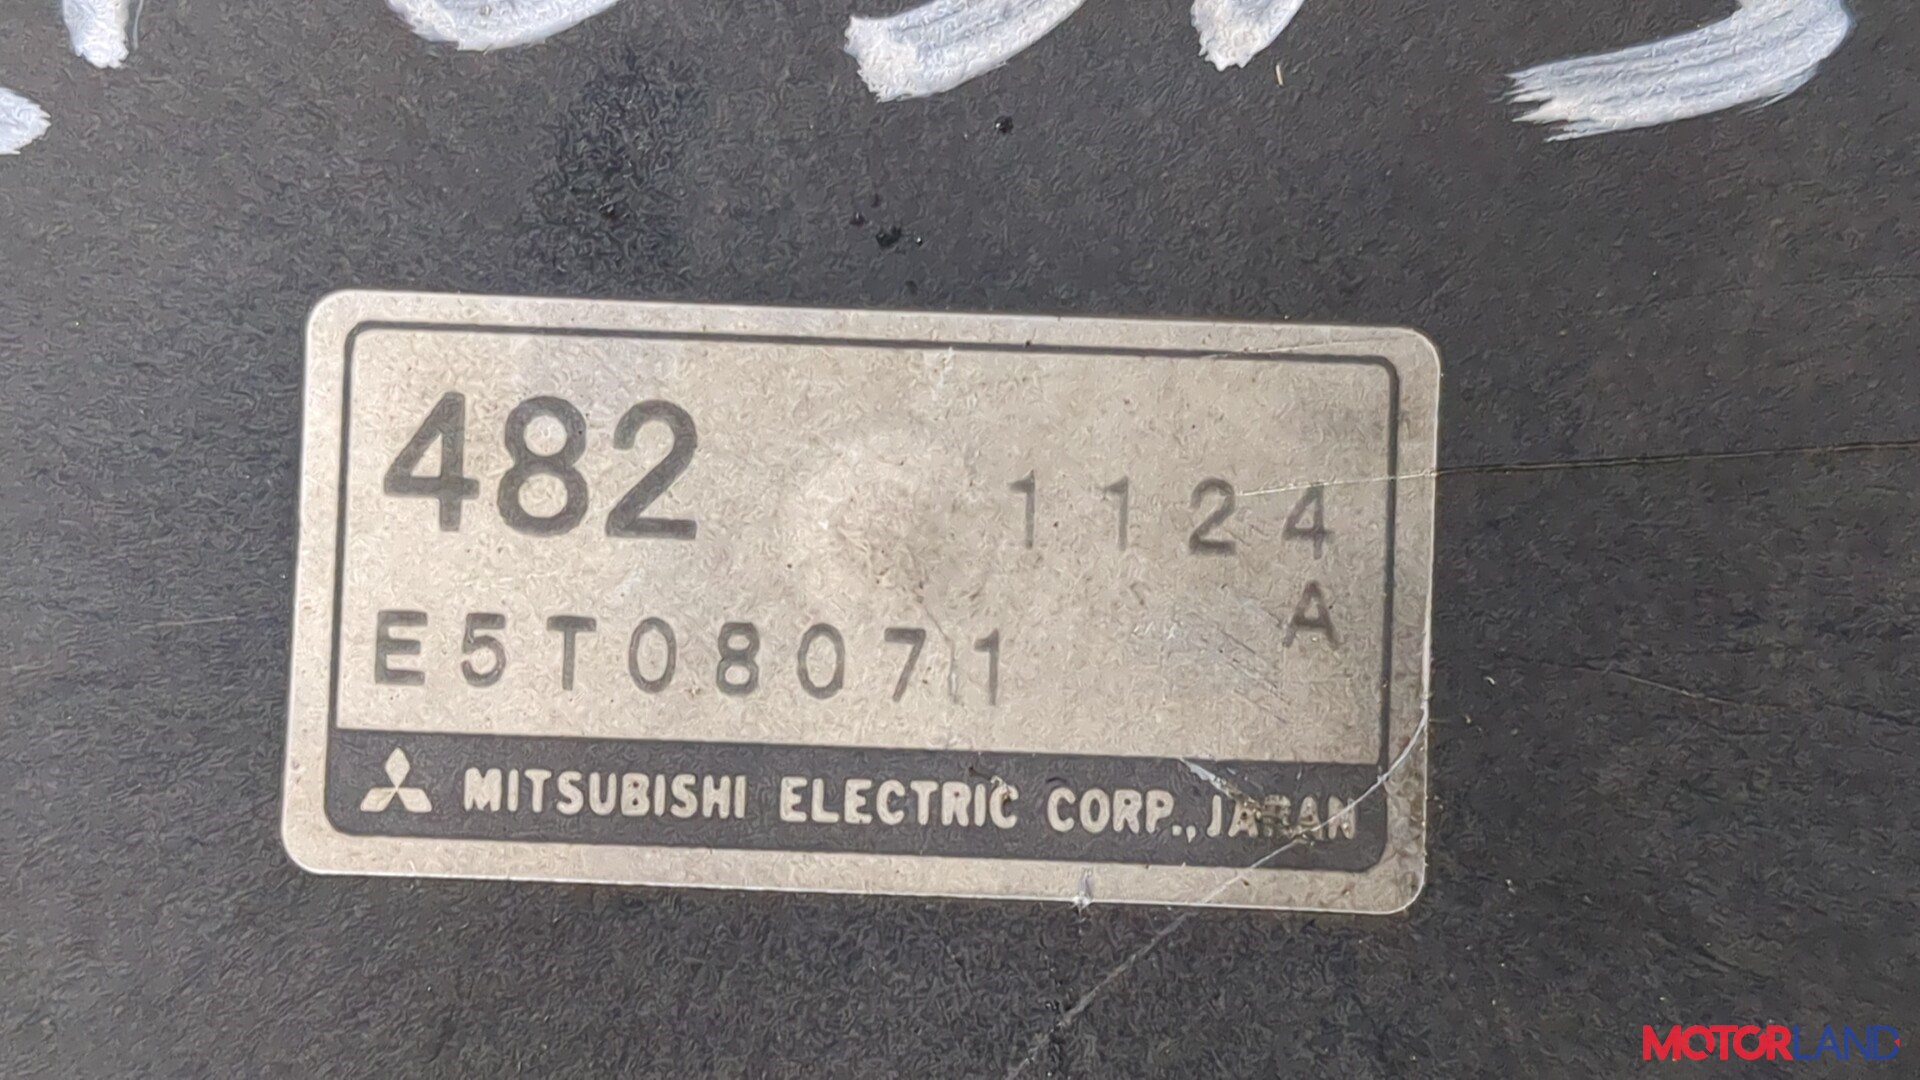 482 1124
A
E5T08071
MITSUBISHI ELECTRIC CORP., JAPAN
MOTORLAND